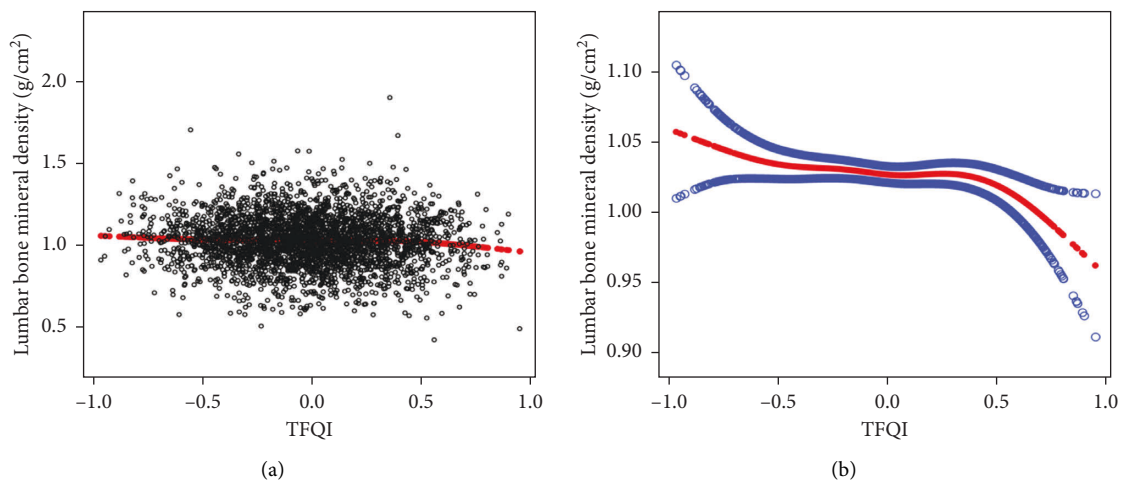 Lumbar bone mineral density (g/cm²)
2.0
1.5
1.0
0.5
–1.0 –0.5 0.0 0.5 1.0
TFQI
(a)
Lumbar bone mineral density (g/cm²)
1.10
1.05
1.00
0.95
0.90
–1.0 –0.5 0.0 0.5 1.0
TFQI
(b)